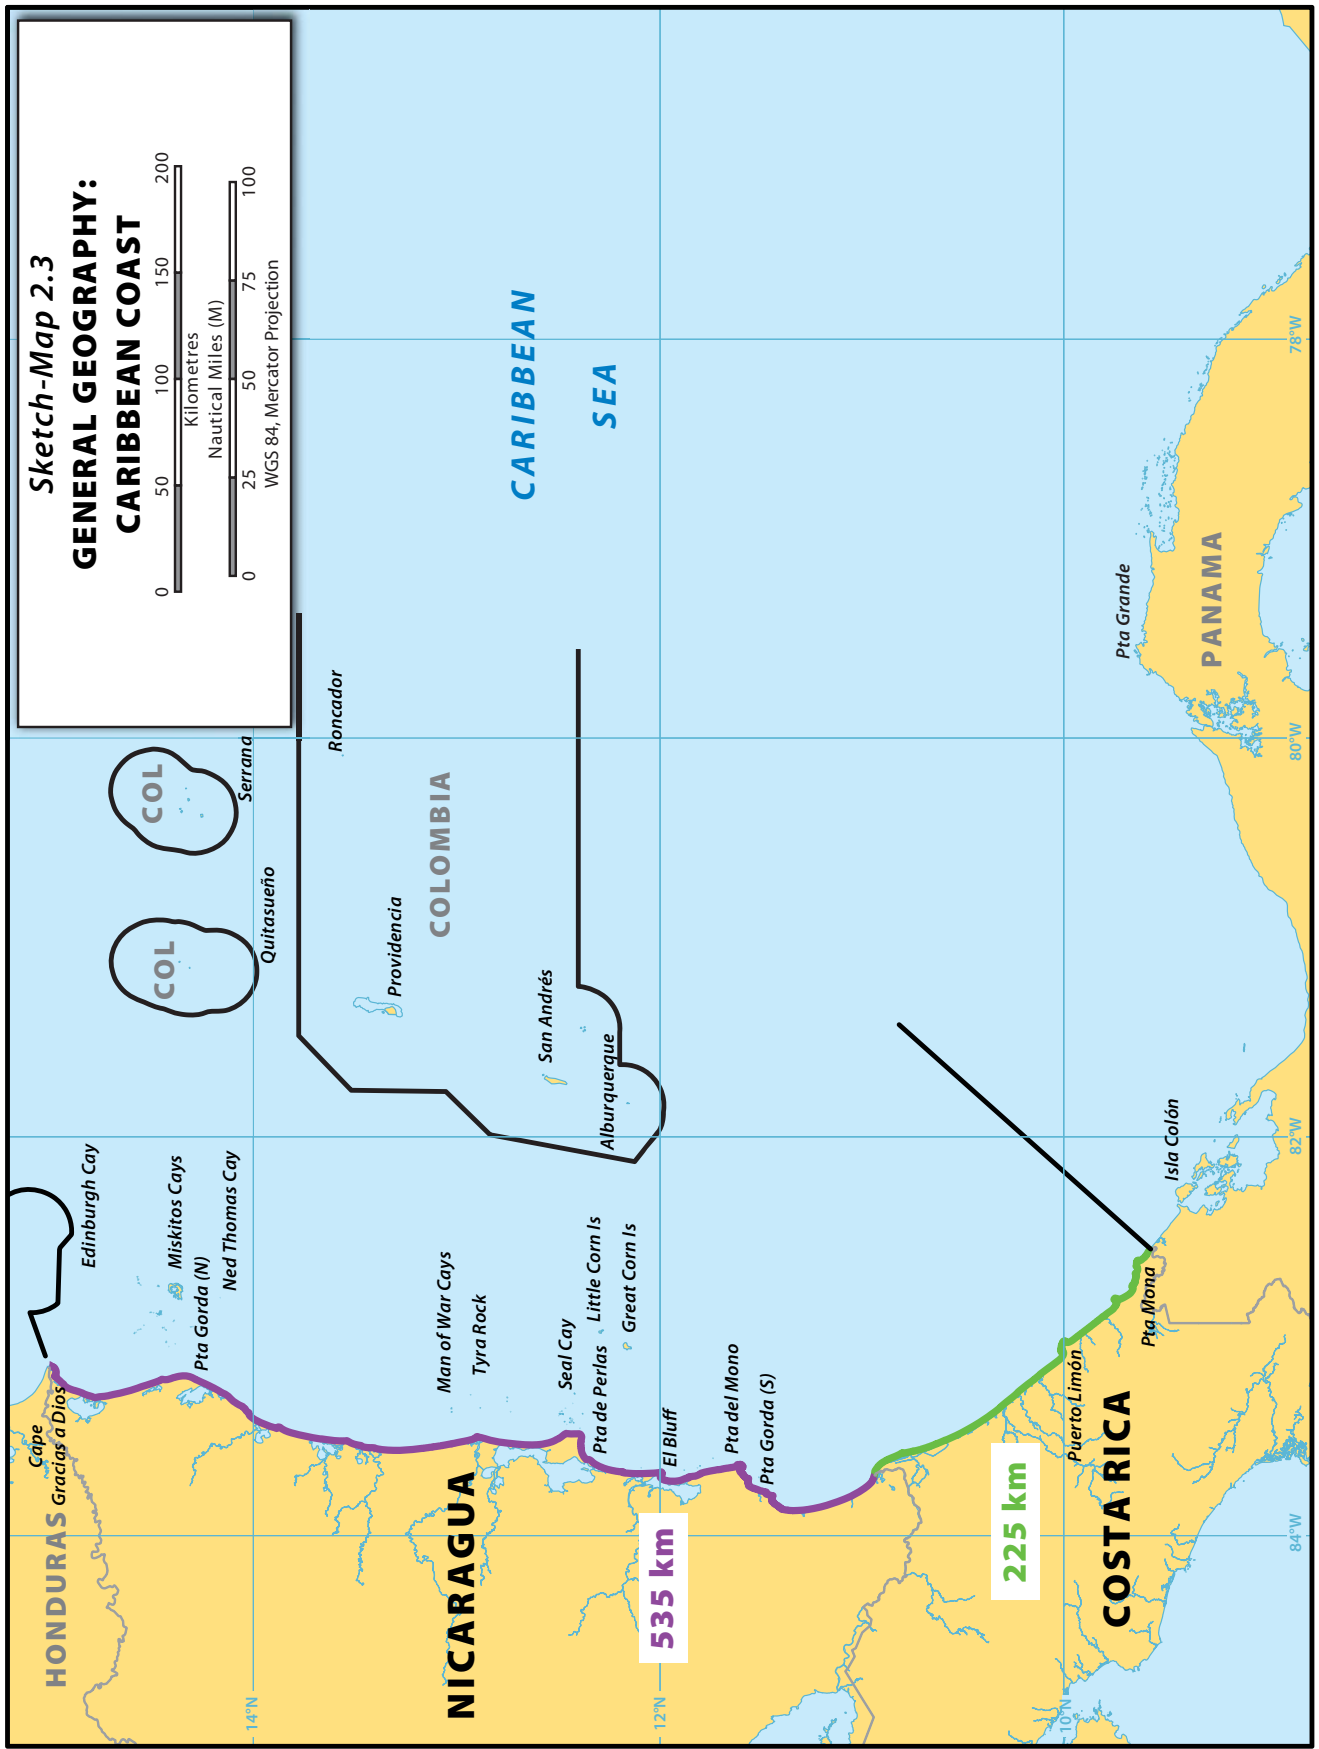 Sketch-Map 2.3
GENERAL GEOGRAPHY:
CARIBBEAN COAST
0 50 100 150 200
Kilometres
Nautical Miles (M)
0 25 50 75 100
WGS 84, Mercator Projection
HONDURAS
Cape
Gracias a Dios
Edinburgh Cay
Miskitos Cays
Pta Gorda (N)
Ned Thomas Cay
COL
Quitasueño
COL
Serrana
14°N
Roncador
Providencia
COLOMBIA
NICARAGUA
Man of War Cays
Tyra Rock
San Andrés
Alburquerque
CARIBBEAN
SEA
Seal Cay
Pta de Perlas
Little Corn Is
Great Corn Is
535 km
12°N
El Bluff
Pta del Mono
Pta Gorda (S)
225 km
10°N
Puerto Limón
COSTA RICA
Pta Mona
Isla Colón
Pta Grande
PANAMA
84°W
82°W
80°W
78°W